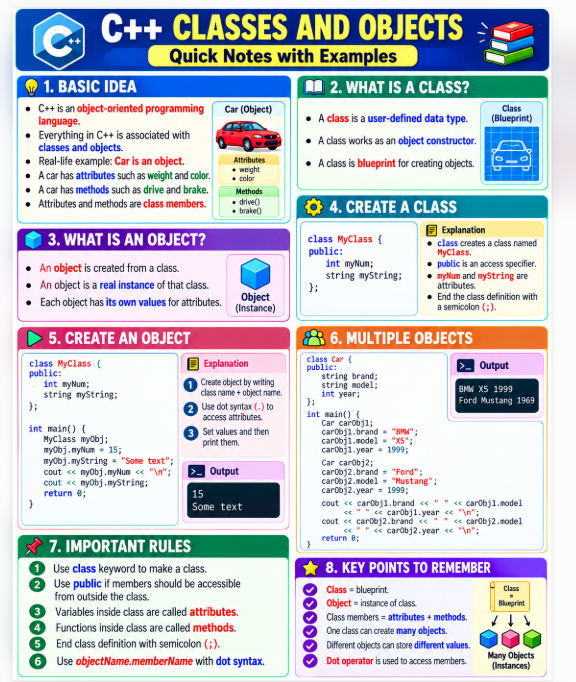 C++
C++ CLASSES AND OBJECTS
Quick Notes with Examples
1. BASIC IDEA
C++ is an object-oriented programming
language.
Everything in C++ is associated with
classes and objects.
Real-life example: Car is an object.
A car has attributes such as weight and color.
A car has methods such as drive and brake.
Attributes and methods are class members.
Car (Object)
Attributes
weight
color
Methods
drive()
brake()
2. WHAT IS A CLASS?
A class is a user-defined data type.
A class works as an object constructor.
A class is blueprint for creating objects.
Class
(Blueprint)
3. WHAT IS AN OBJECT?
An object is created from a class.
An object is a real instance of that class.
Each object has its own values for attributes.
Object
(Instance)
4. CREATE A CLASS
class MyClass {
public:
int myNum;
string myString;
};
Explanation
class creates a class named
MyClass.
public is an access specifier.
myNum and myString are
attributes.
End the class definition with
a semicolon (;).
5. CREATE AN OBJECT
class MyClass {
public:
int myNum;
string myString;
};
int main() {
MyClass myObj;
myObj.myNum = 15;
myObj.myString = "Some text";
cout << myObj.myNum << "\n";
cout << myObj.myString;
return 0;
}
Explanation
1 Create object by writing
class name + object name.
2 Use dot syntax (.) to
access attributes.
3 Set values and then
print them.
>_ Output
15
Some text
6. MULTIPLE OBJECTS
class Car {
public:
string brand;
string model;
int year;
};
int main() {
Car carObj1;
carObj1.brand = "BMW";
carObj1.model = "X5";
carObj1.year = 1999;
Car carObj2;
carObj2.brand = "Ford";
carObj2.model = "Mustang";
carObj2.year = 1999;
cout << carObj1.brand << " " << carObj1.model
<< " " << carObj1.year << "\n";
cout << carObj2.brand << " " << carObj2.model
<< " " << carObj2.year << "\n";
return 0;
}
>_ Output
BMW X5 1999
Ford Mustang 1969
7. IMPORTANT RULES
1 Use class keyword to make a class.
2 Use public if members should be accessible
from outside the class.
3 Variables inside class are called attributes.
4 Functions inside class are called methods.
5 End class definition with semicolon (;).
6 Use objectName.memberName with dot syntax.
8. KEY POINTS TO REMEMBER
Class = blueprint.
Object = instance of class.
Class members = attributes + methods.
One class can create many objects.
Different objects can store different values.
Dot operator is used to access members.
Class
=
Blueprint
Many Objects
(Instances)